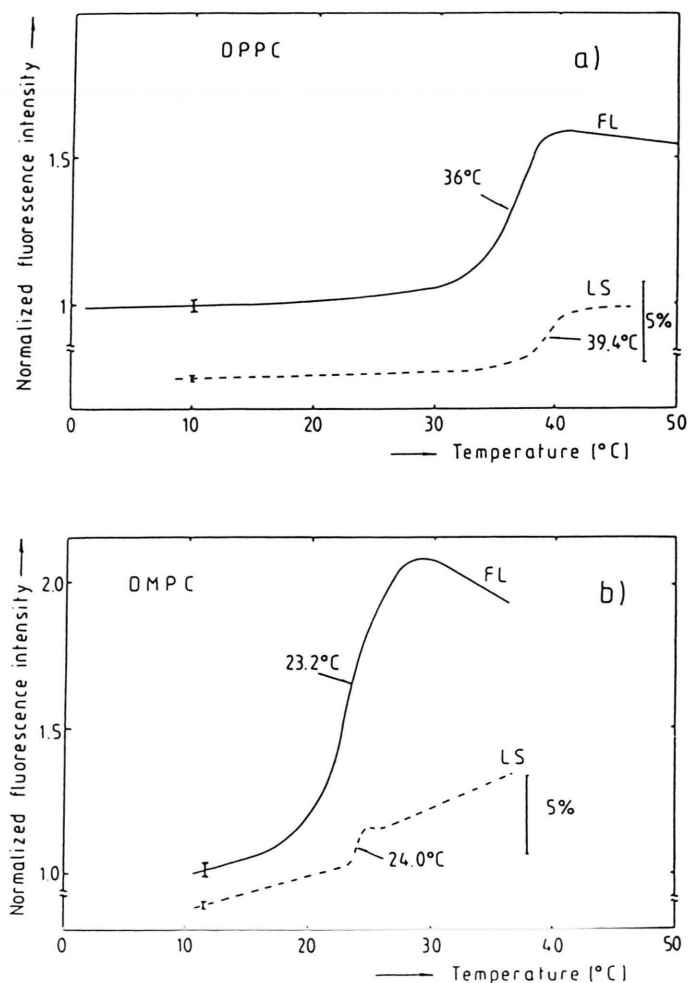 Normalized fluorescence intensity
DPPC
a)
FL
1.5
36°C
LS
1
5%
39.4°C
0
10
20
30
40
50
Temperature (°C)
Normalized fluorescence intensity
DMPC
b)
2.0
FL
23.2°C
1.5
LS
5%
24.0°C
1.0
0
10
20
30
40
50
Temperature (°C)